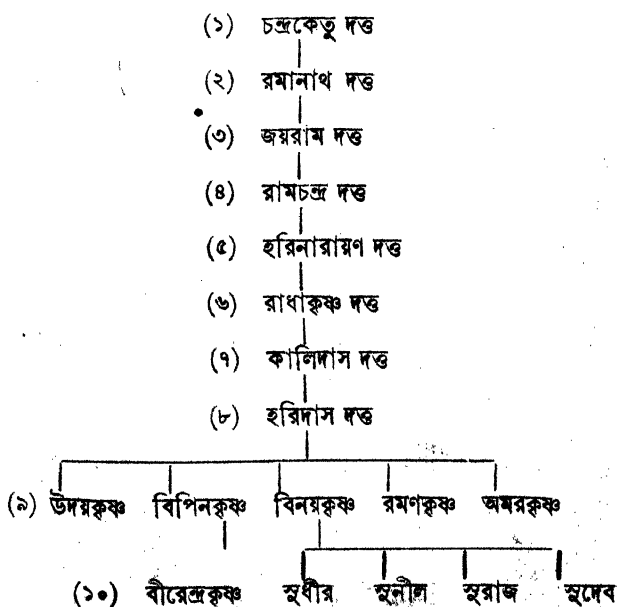 (১) চন্দ্রকেতু দত্ত
(২) রমানাথ দত্ত
(৩) জয়রাম দত্ত
(৪) রামচন্দ্র দত্ত
(৫) হরিনারায়ণ দত্ত
(৬) রাধাকৃষ্ণ দত্ত
(৭) কালিদাস দত্ত
(৮) হরিদাস দত্ত
(৯) উদয়কৃষ্ণ বিপিনকৃষ্ণ বিনয়কৃষ্ণ রমণকৃষ্ণ অমরকৃষ্ণ
(১০) বীরেন্দ্রকৃষ্ণ সুধীর সুনীল সুরাজ সুদেব